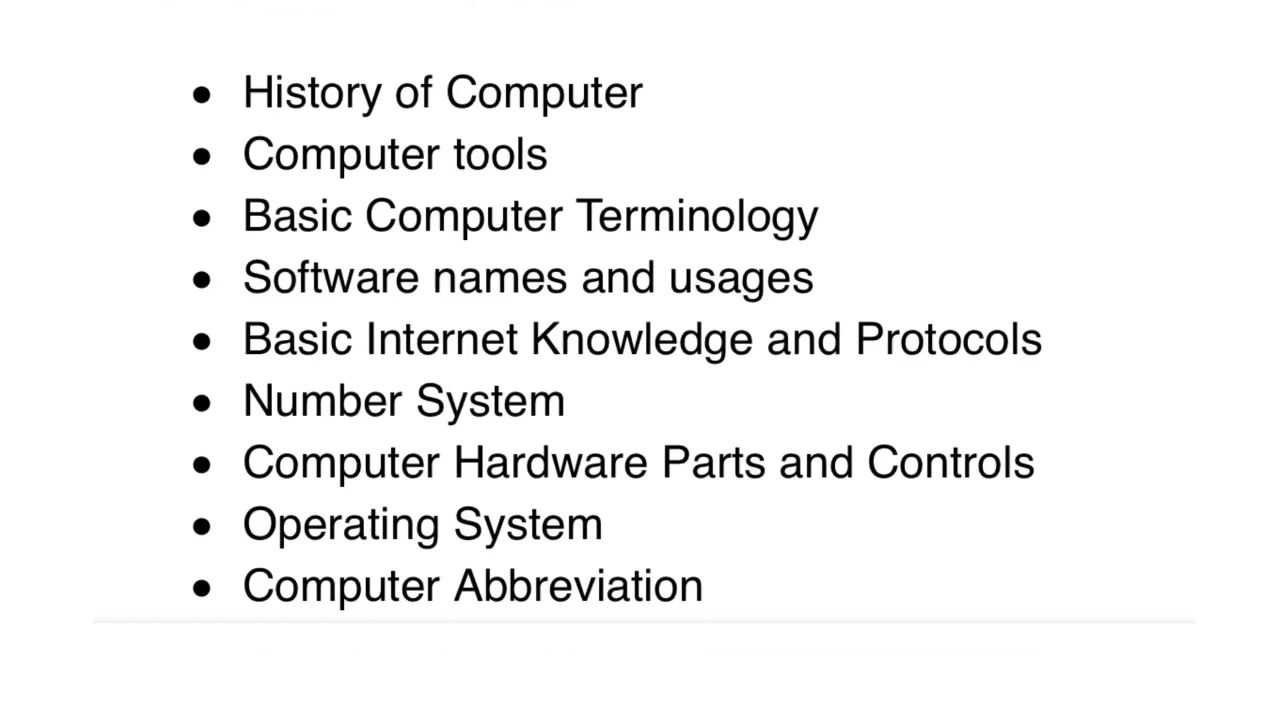 • History of Computer
• Computer tools
• Basic Computer Terminology
• Software names and usages
• Basic Internet Knowledge and Protocols
• Number System
• Computer Hardware Parts and Controls
• Operating System
• Computer Abbreviation